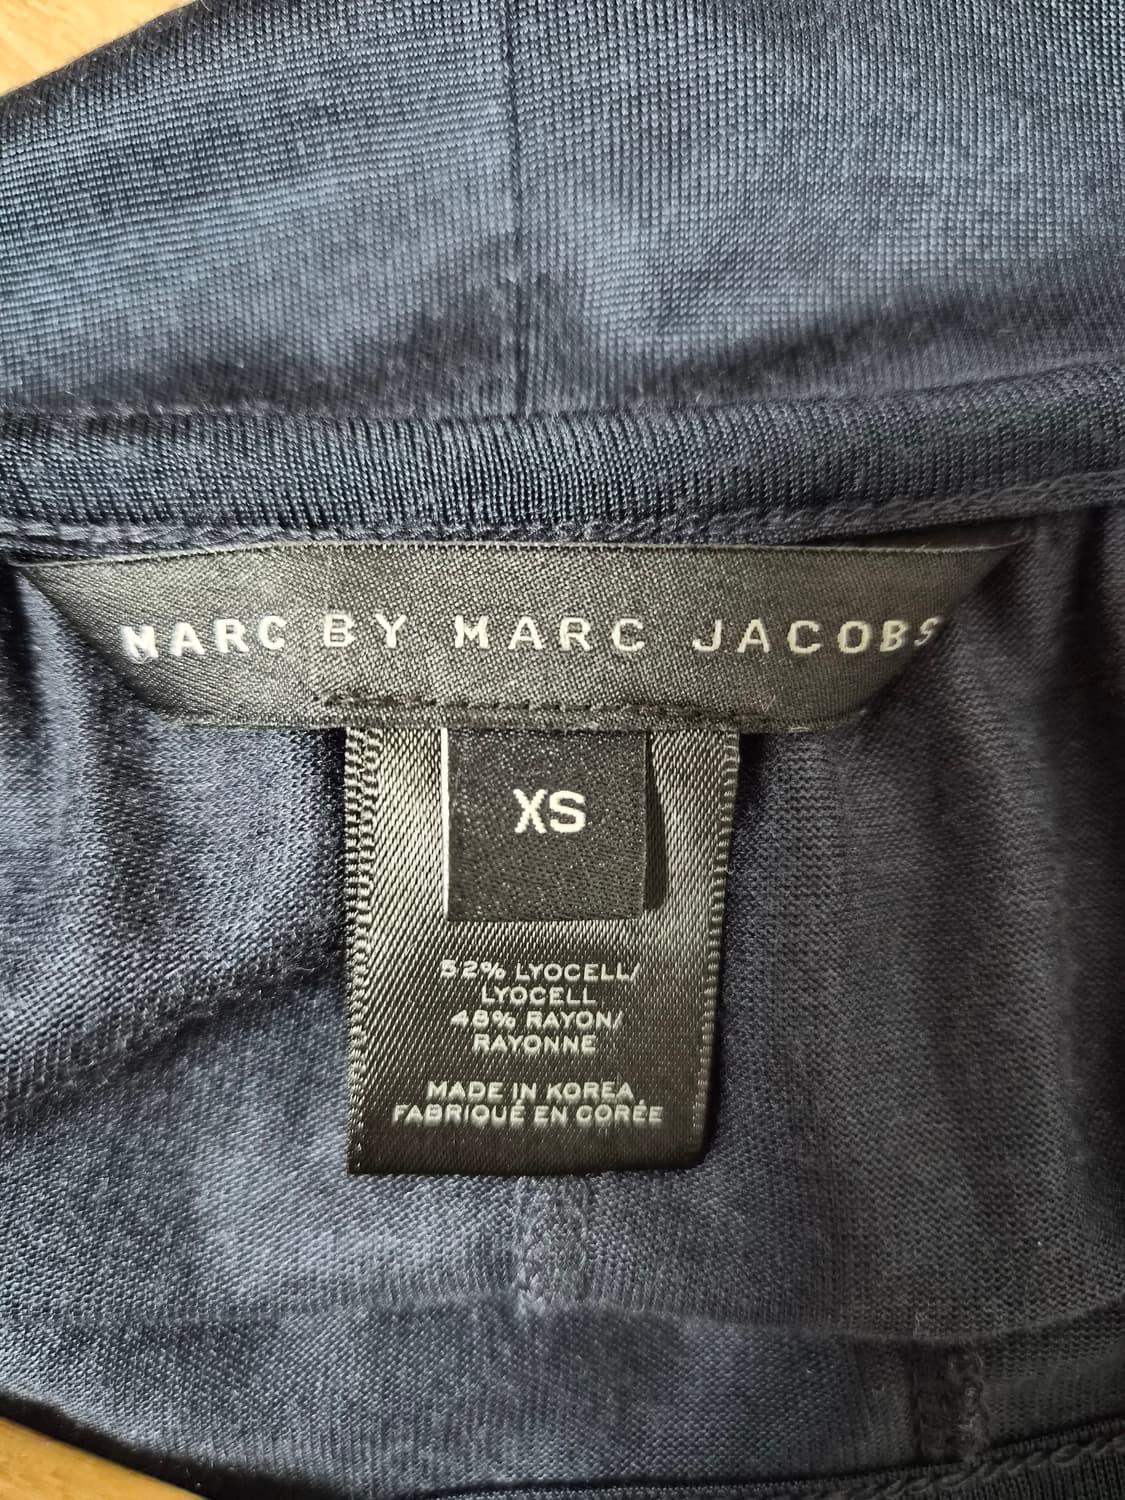 MARC BY MARC JACOBS
XS
52% LYOCELL/
LYOCELL
48% RAYON/
RAYONNE
MADE IN KOREA
FABRIQUÉ EN CORÉE